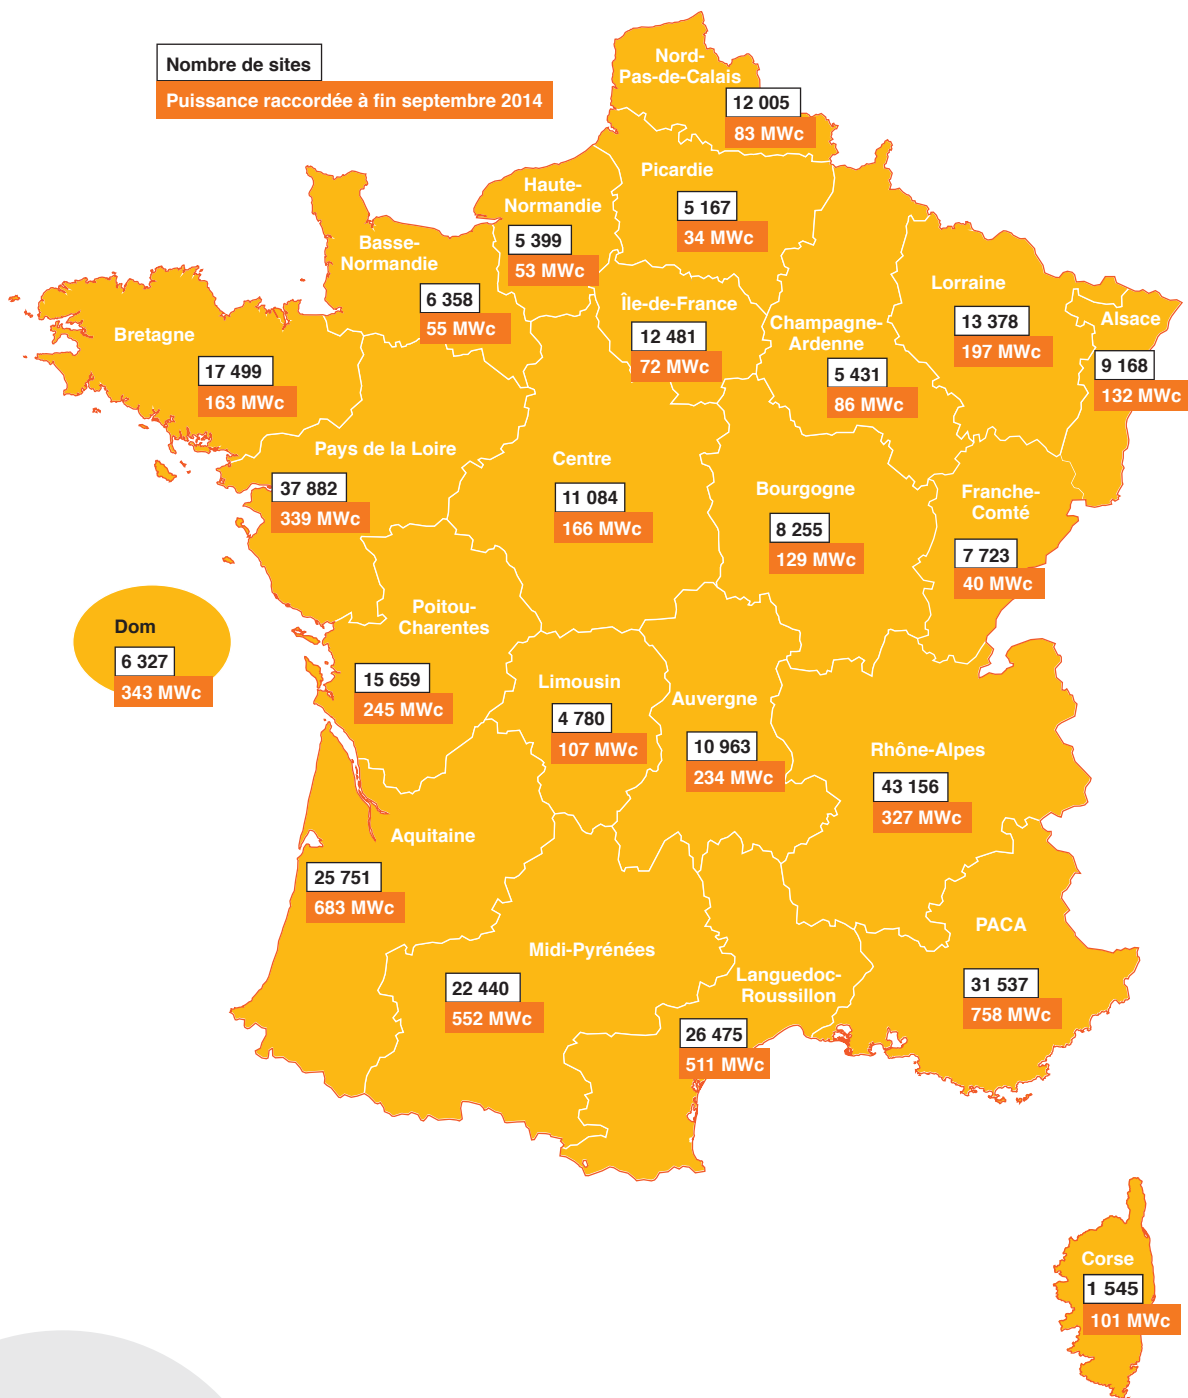 Nombre de sites
Puissance raccordée à fin septembre 2014
Nord-
Pas-de-Calais
12 005
83 MWc
Picardie
5 167
34 MWc
Haute-
Normandie
5 399
53 MWc
Basse-
Normandie
6 358
55 MWc
Île-de-France
12 481
72 MWc
Champagne-
Ardenne
5 431
86 MWc
Lorraine
13 378
197 MWc
Alsace
9 168
132 MWc
Bretagne
17 499
163 MWc
Pays de la Loire
37 882
339 MWc
Centre
11 084
166 MWc
Bourgogne
8 255
129 MWc
Franche-
Comté
7 723
40 MWc
Dom
6 327
343 MWc
Poitou-
Charentes
15 659
245 MWc
Limousin
4 780
107 MWc
Auvergne
10 963
234 MWc
Rhône-Alpes
43 156
327 MWc
Aquitaine
25 751
683 MWc
Midi-Pyrénées
22 440
552 MWc
Languedoc-
Roussillon
26 475
511 MWc
PACA
31 537
758 MWc
Corse
1 545
101 MWc